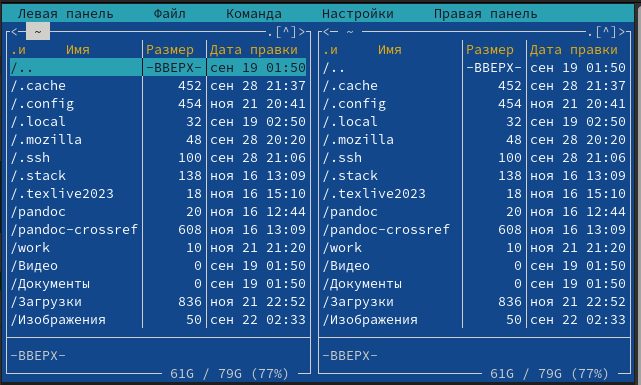 Левая панель Файл Команда Настройки Правая панель
<─ ~ .[^]> <─ ~ .[^]>
.и Имя Размер Дата правки .и Имя Размер Дата правки
/.. -ВВЕРХ- сен 19 01:50 /.. -ВВЕРХ- сен 19 01:50
/.cache 452 сен 28 21:37 /.cache 452 сен 28 21:37
/.config 454 ноя 21 20:41 /.config 454 ноя 21 20:41
/.local 32 сен 19 02:50 /.local 32 сен 19 02:50
/.mozilla 48 сен 28 20:20 /.mozilla 48 сен 28 20:20
/.ssh 100 сен 28 21:06 /.ssh 100 сен 28 21:06
/.stack 138 ноя 16 13:09 /.stack 138 ноя 16 13:09
/.texlive2023 18 ноя 16 15:10 /.texlive2023 18 ноя 16 15:10
/pandoc 20 ноя 16 12:44 /pandoc 20 ноя 16 12:44
/pandoc-crossref 608 ноя 16 13:09 /pandoc-crossref 608 ноя 16 13:09
/work 10 ноя 21 21:20 /work 10 ноя 21 21:20
/Видео 0 сен 19 01:50 /Видео 0 сен 19 01:50
/Документы 0 сен 19 01:50 /Документы 0 сен 19 01:50
/Загрузки 836 ноя 21 22:52 /Загрузки 836 ноя 21 22:52
/Изображения 50 сен 22 02:33 /Изображения 50 сен 22 02:33
-ВВЕРХ- -ВВЕРХ-
61G / 79G (77%) 61G / 79G (77%)